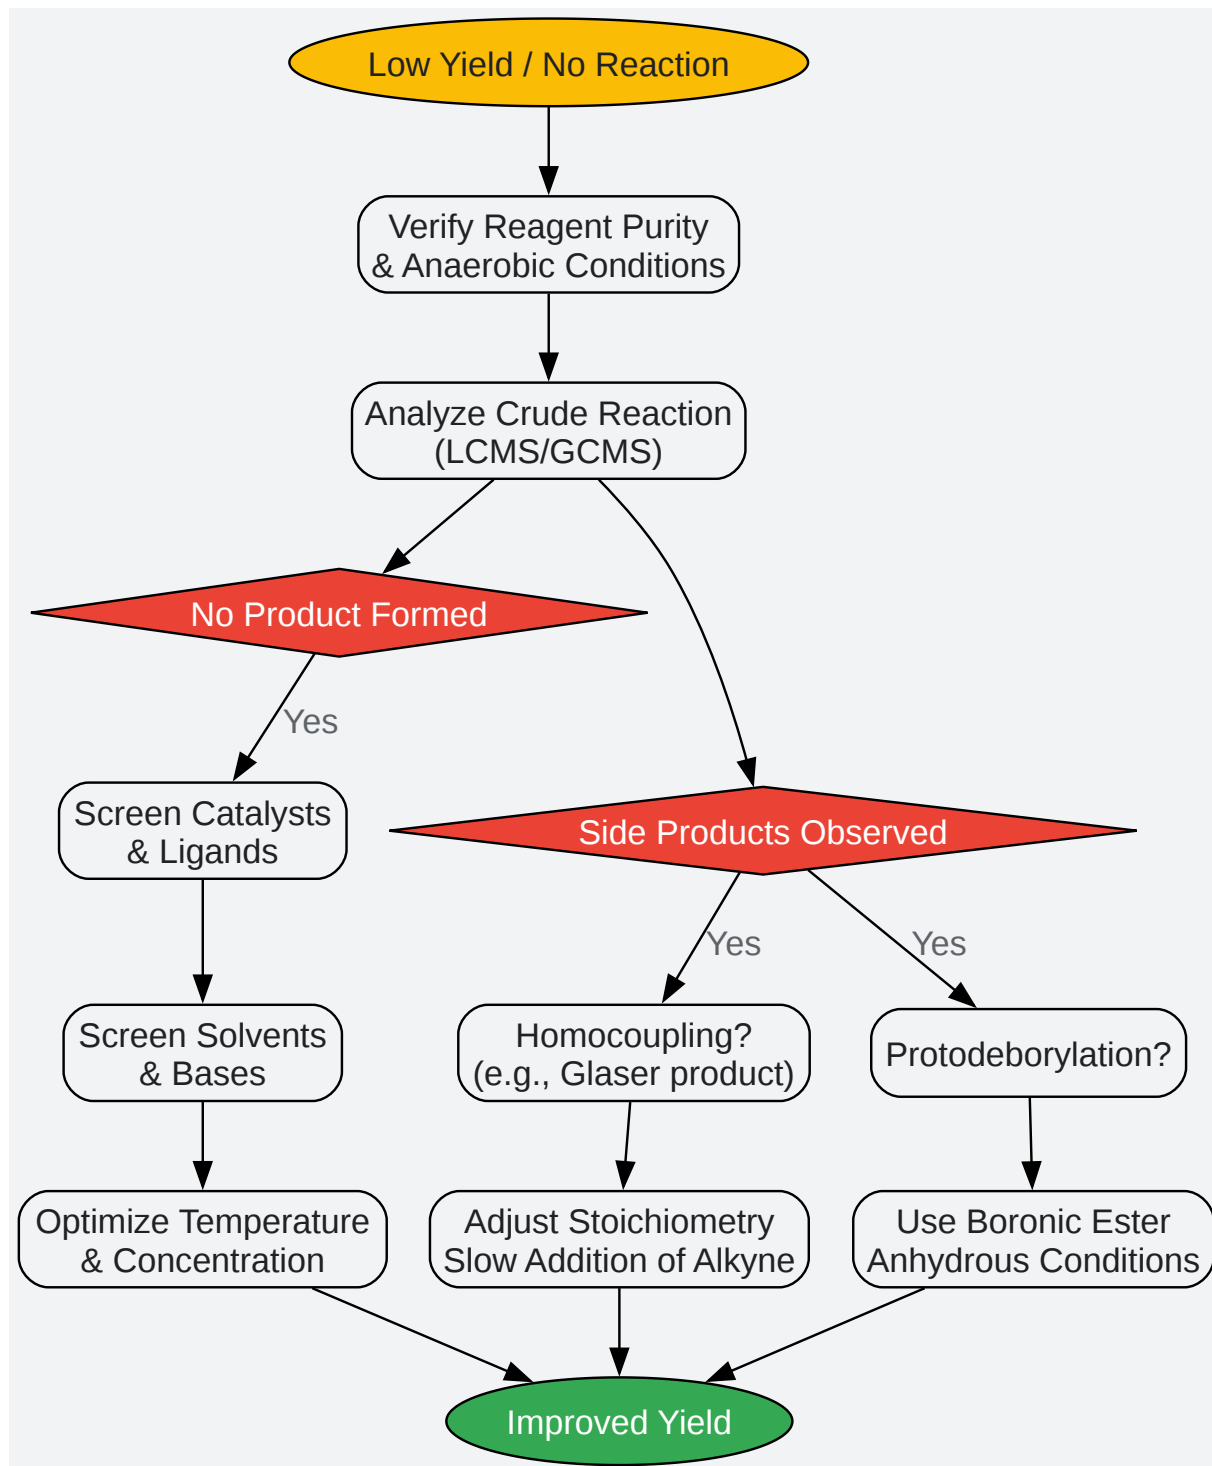 Low Yield / No Reaction
Verify Reagent Purity
& Anaerobic Conditions
Analyze Crude Reaction
(LCMS/GCMS)
No Product Formed
Yes
Screen Catalysts
& Ligands
Side Products Observed
Yes
Yes
Screen Solvents
& Bases
Homocoupling?
(e.g., Glaser product)
Protodeborylation?
Optimize Temperature
& Concentration
Adjust Stoichiometry
Slow Addition of Alkyne
Use Boronic Ester
Anhydrous Conditions
Improved Yield